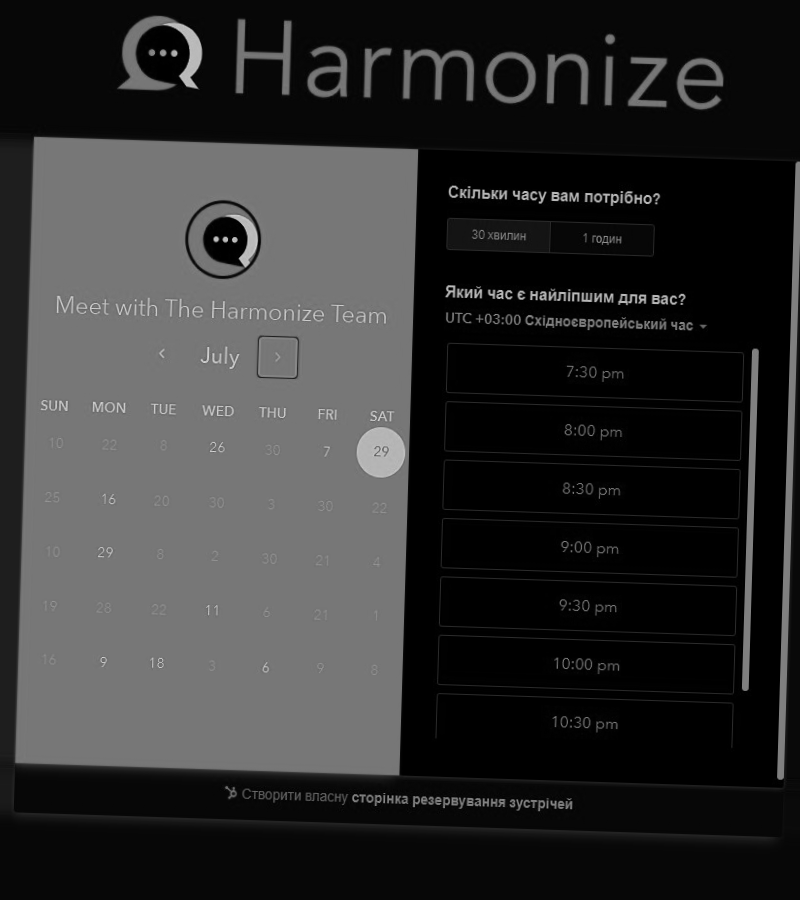 Harmonize
Meet with The Harmonize Team
July
SUN MON TUE WED THU FRI SAT
10 22 8 26 30 7 29
25 16 20 30 3 30 22
10 29 8 2 30 21 4
19 28 22 11 6 21 1
16 9 18 3 6 9 8
Скільки часу вам потрібно?
30 хвилин 1 годин
Який час є найліпшим для вас?
UTC +03:00 Східноєвропейський час
7:30 pm
8:00 pm
8:30 pm
9:00 pm
9:30 pm
10:00 pm
10:30 pm
Створити власну сторінка резервування зустрічей